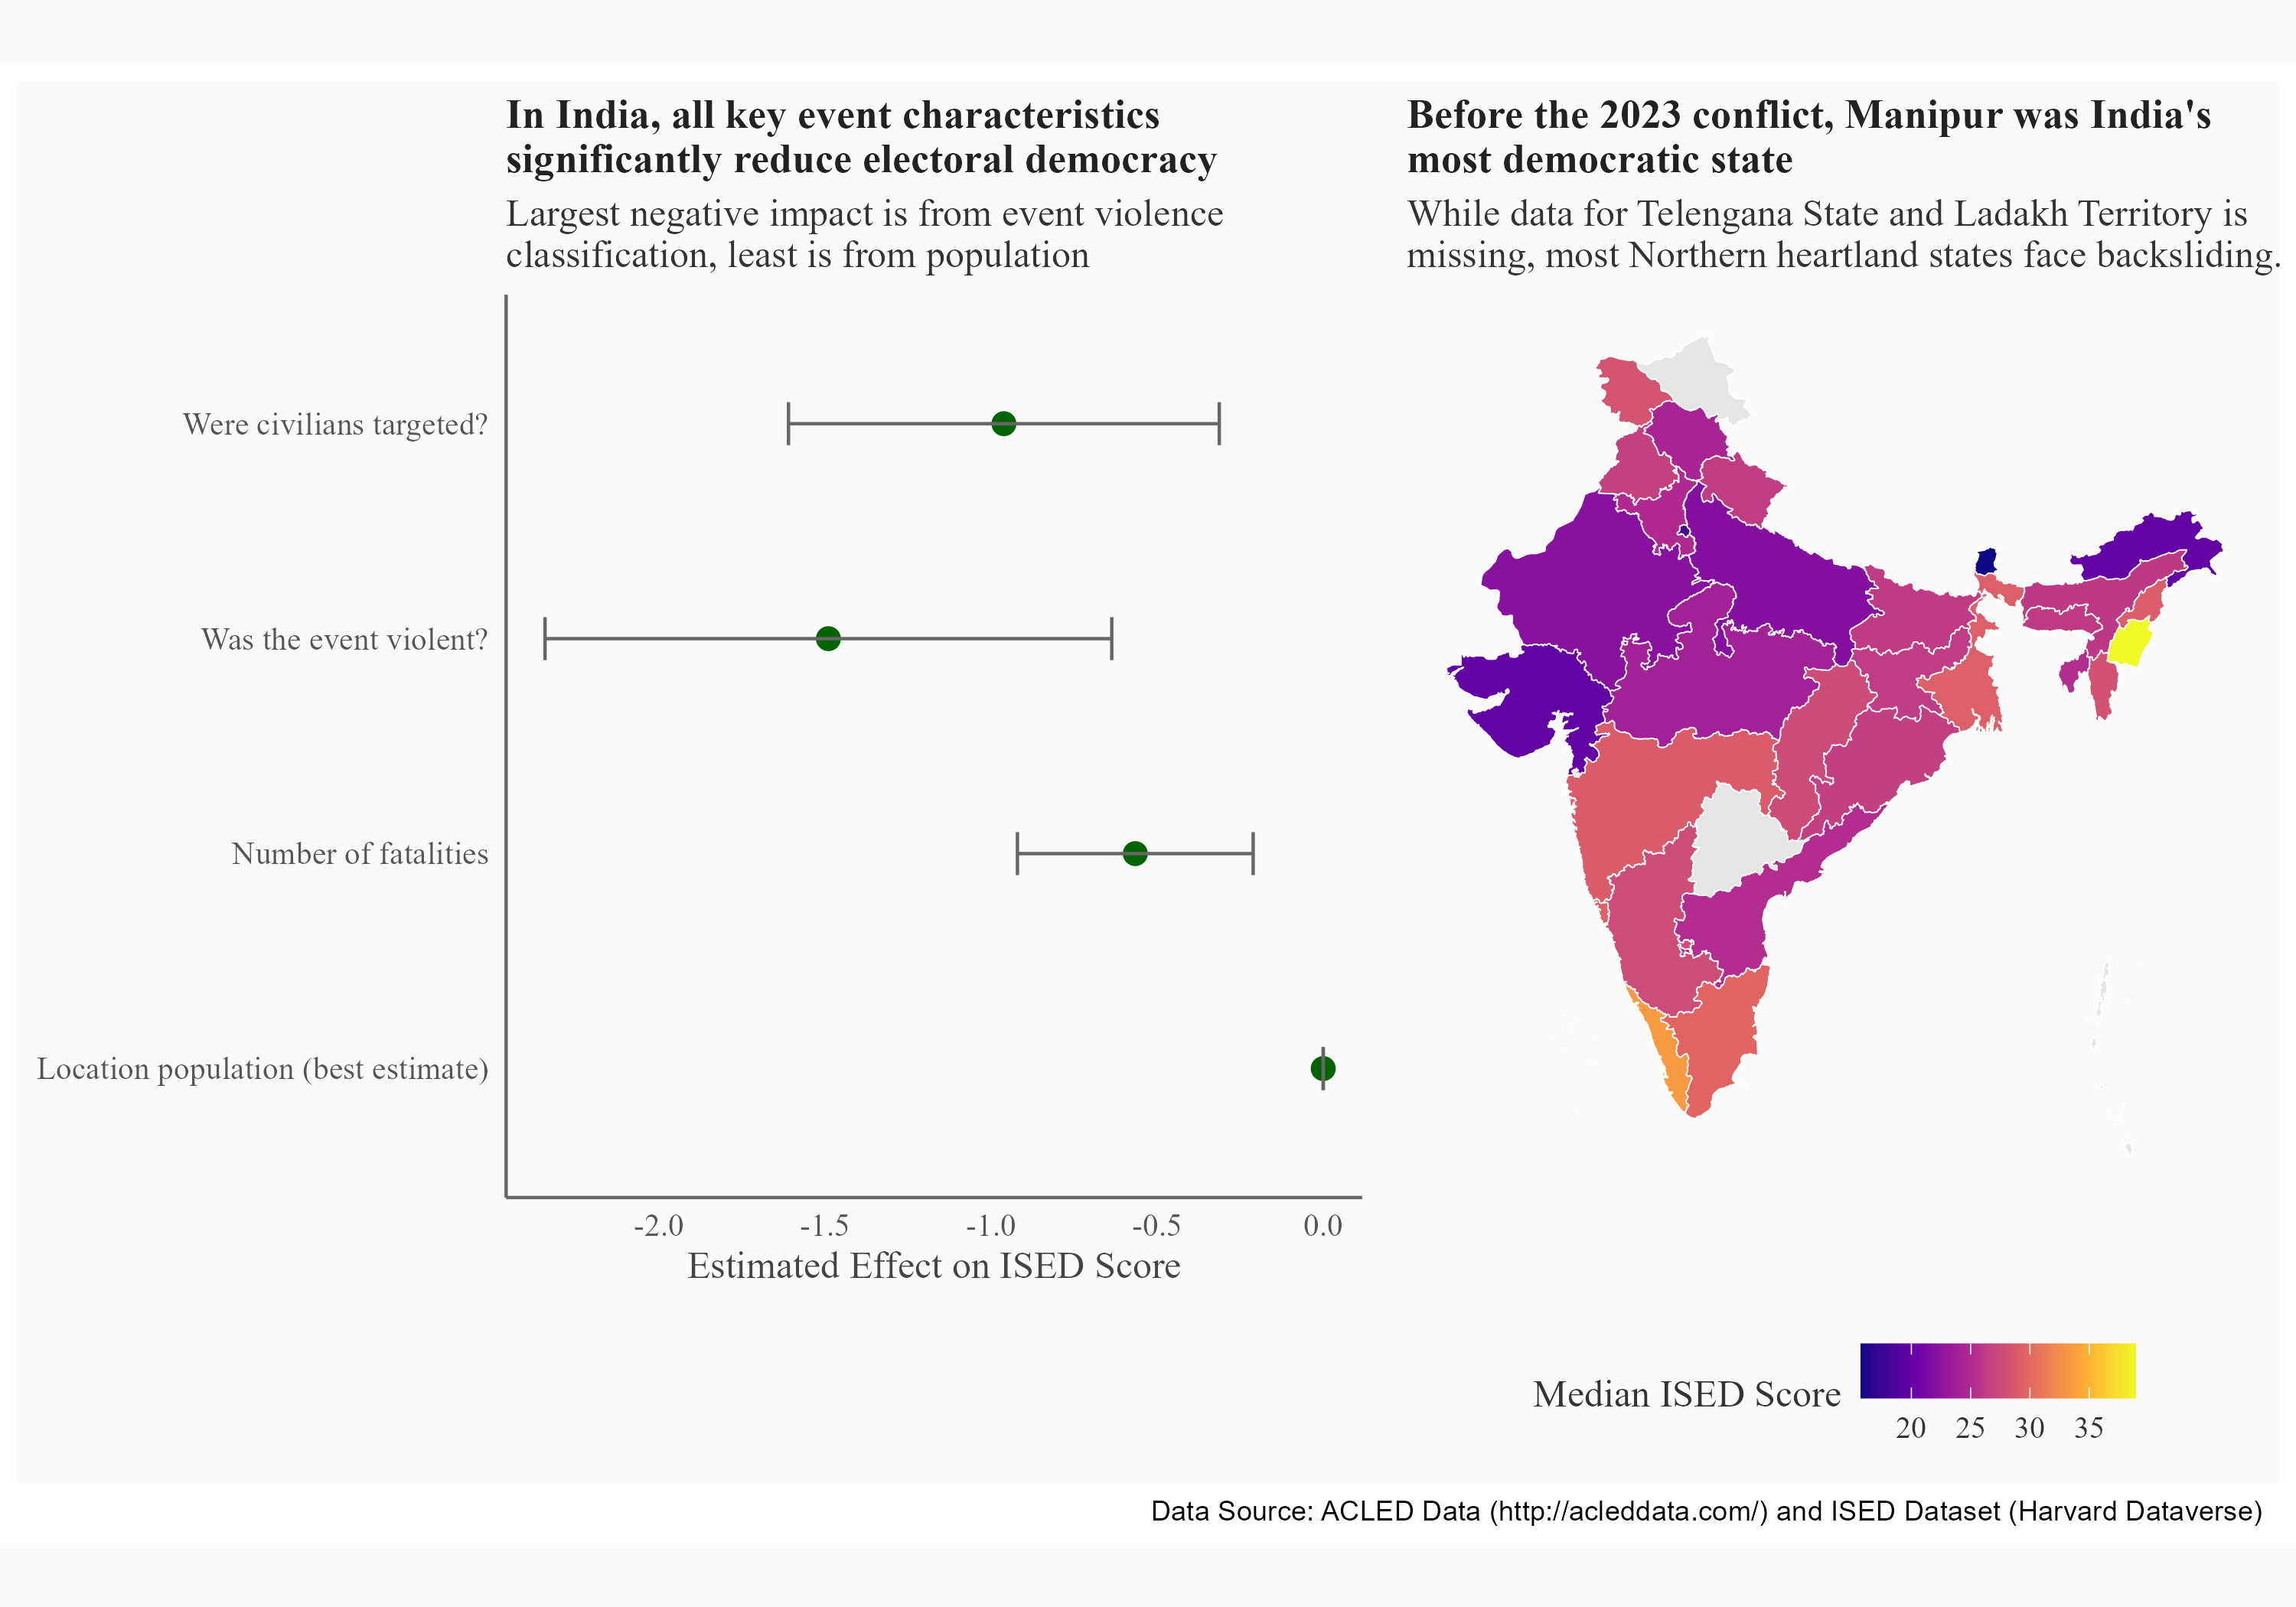 In India, all key event characteristics
significantly reduce electoral democracy
Largest negative impact is from event violence
classification, least is from population
Were civilians targeted?
Was the event violent?
Number of fatalities
Location population (best estimate)
-2.0 -1.5 -1.0 -0.5 0.0
Estimated Effect on ISED Score
Before the 2023 conflict, Manipur was India's
most democratic state
While data for Telengana State and Ladakh Territory is
missing, most Northern heartland states face backsliding.
Median ISED Score
20 25 30 35
Data Source: ACLED Data (http://acleddata.com/) and ISED Dataset (Harvard Dataverse)